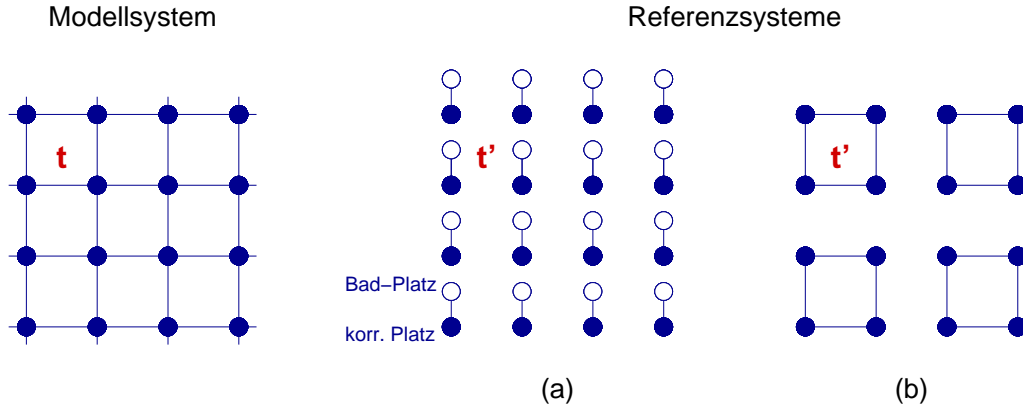 Modellsystem
Referenzsysteme
t
t’
t’
Bad−Platz
korr. Platz
(a)
(b)